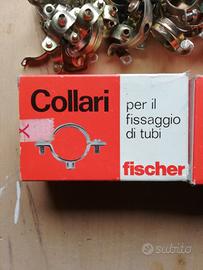 Collari
per il
fissaggio
di tubi
fischer
subito